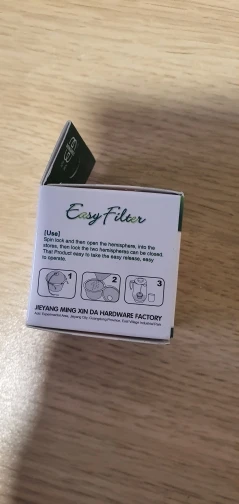 Easy Filter
[Use]
Spin lock and then open the hemisphere, into the
stores, then lock the two hemispheres can be closed.
That Product easy to take the easy release, easy
to operate.
1 2 3
JIEYANG MING XIN DA HARDWARE FACTORY